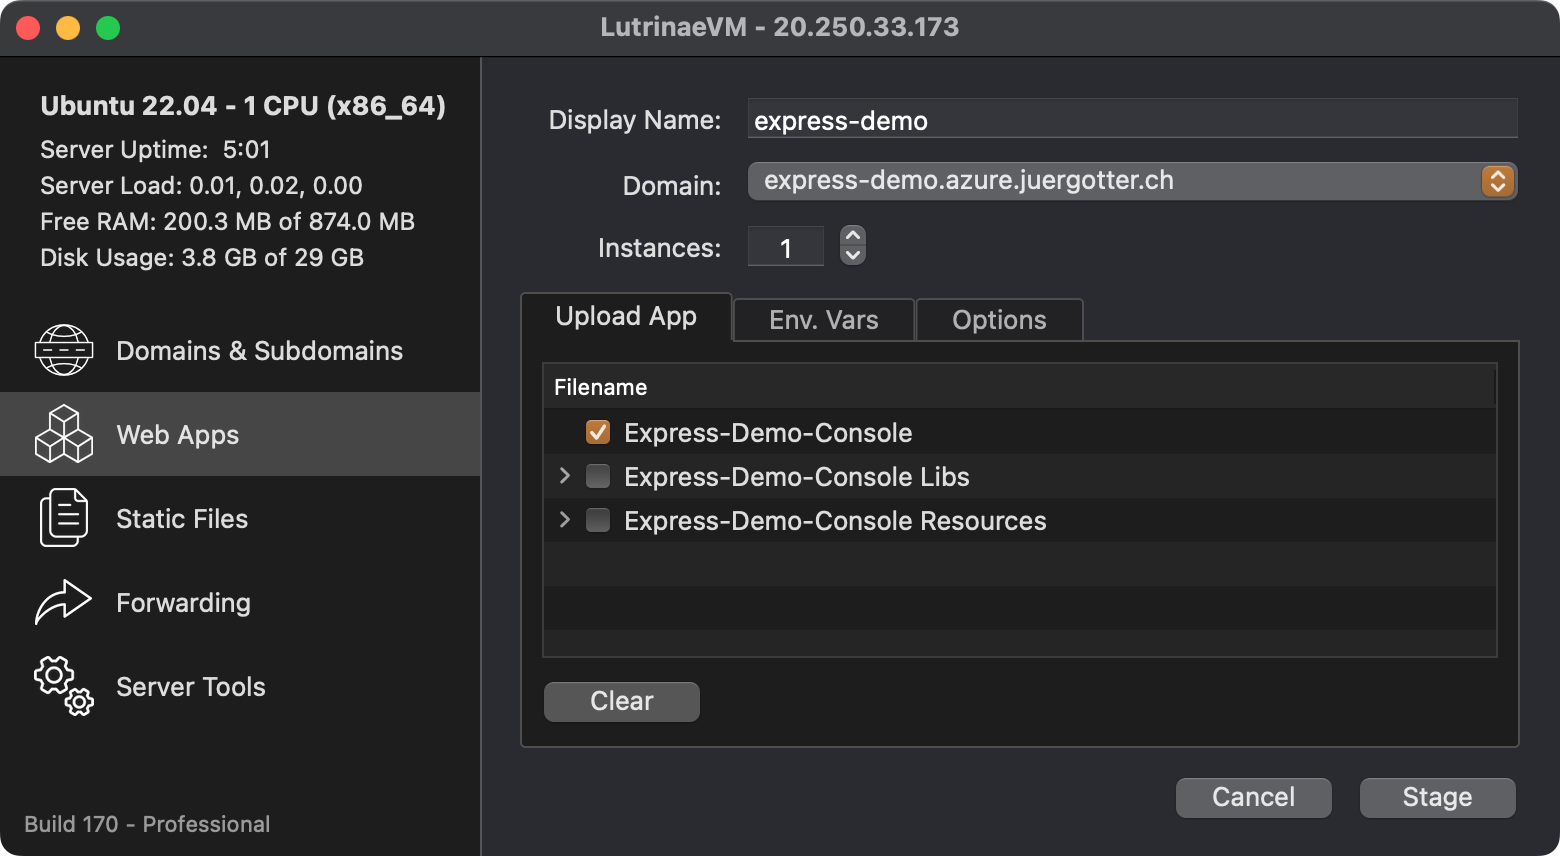 LutrinaeVM - 20.250.33.173
Ubuntu 22.04 - 1 CPU (x86_64)
Server Uptime:  5:01
Server Load: 0.01, 0.02, 0.00
Free RAM: 200.3 MB of 874.0 MB
Disk Usage: 3.8 GB of 29 GB
Domains & Subdomains
Web Apps
Static Files
Forwarding
Server Tools
Build 170 - Professional
Display Name: express-demo
Domain: express-demo.azure.juergotter.ch
Instances: 1
Upload App Env. Vars Options
Filename
Express-Demo-Console
Express-Demo-Console Libs
Express-Demo-Console Resources
Clear
Cancel Stage